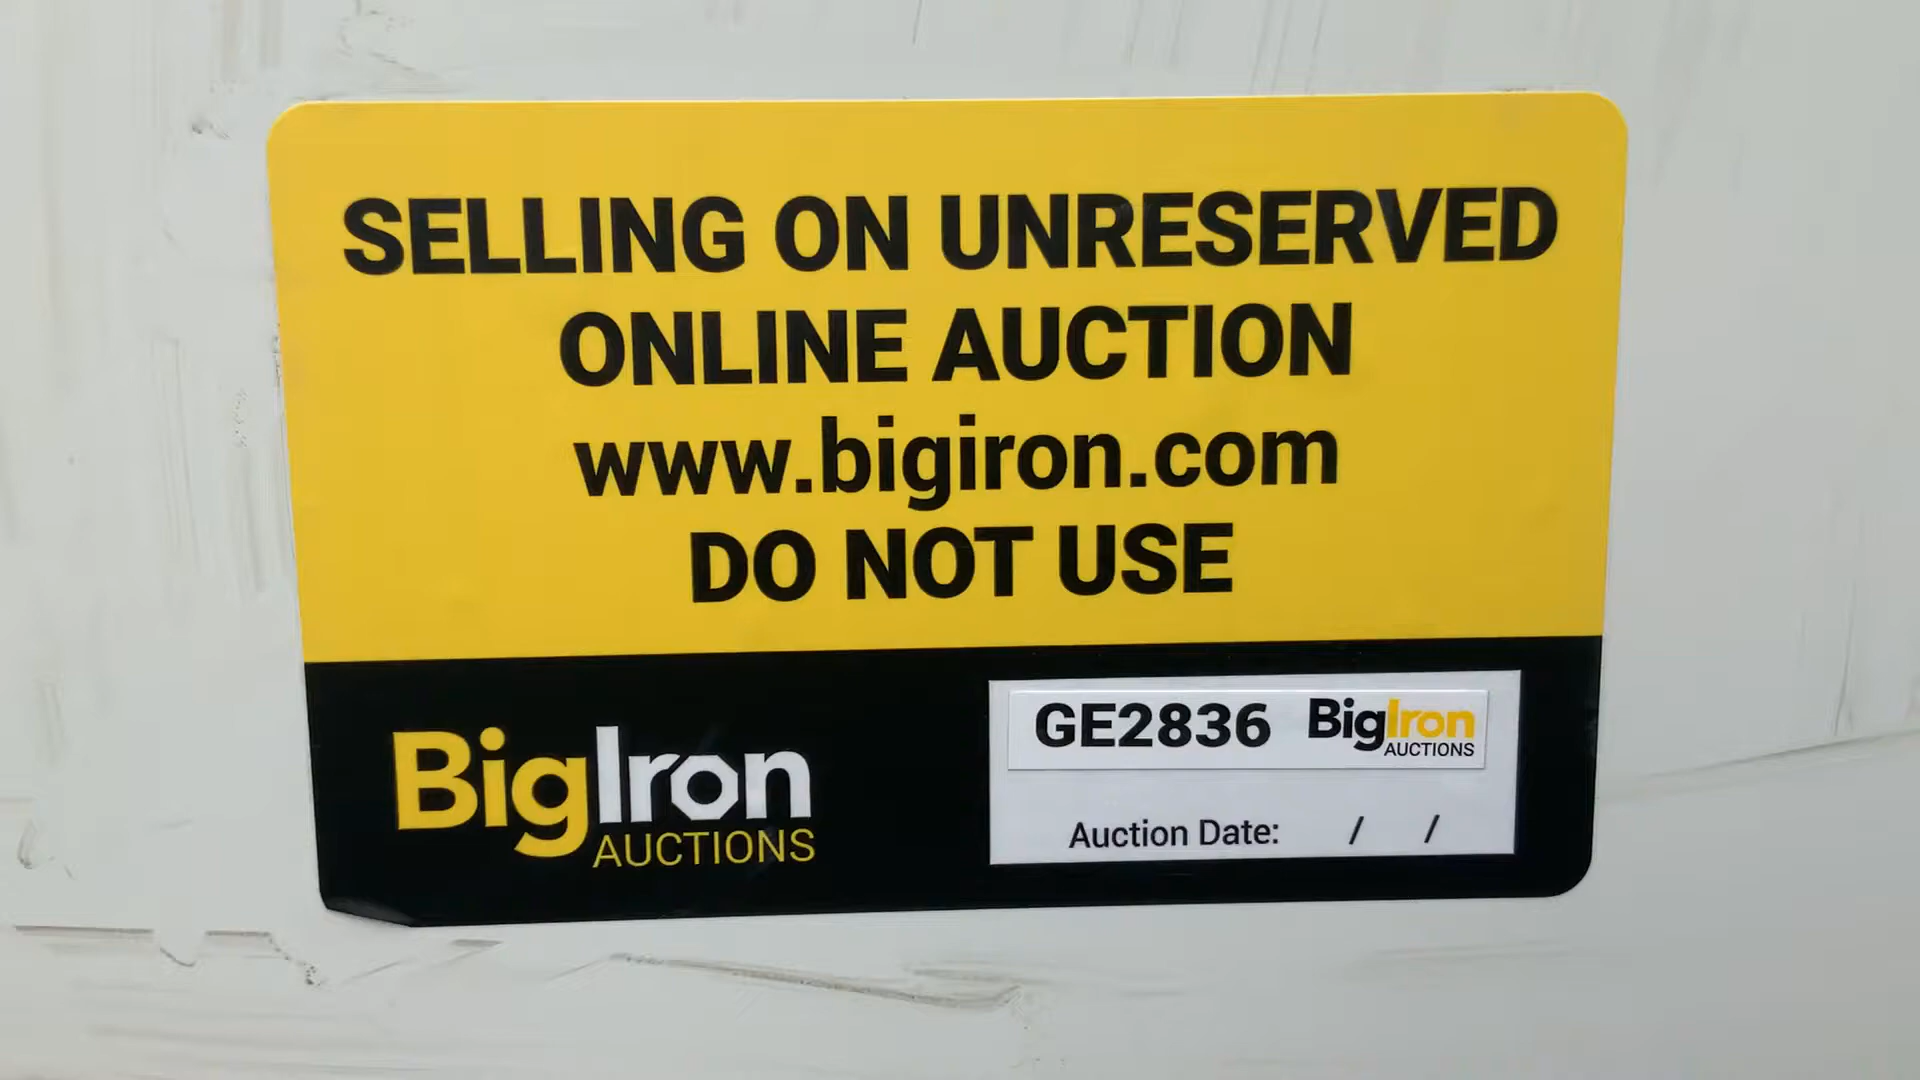 SELLING ON UNRESERVED
ONLINE AUCTION
www.bigiron.com
DO NOT USE
BigIron
AUCTIONS
GE2836 BigIron
AUCTIONS
Auction Date: / /